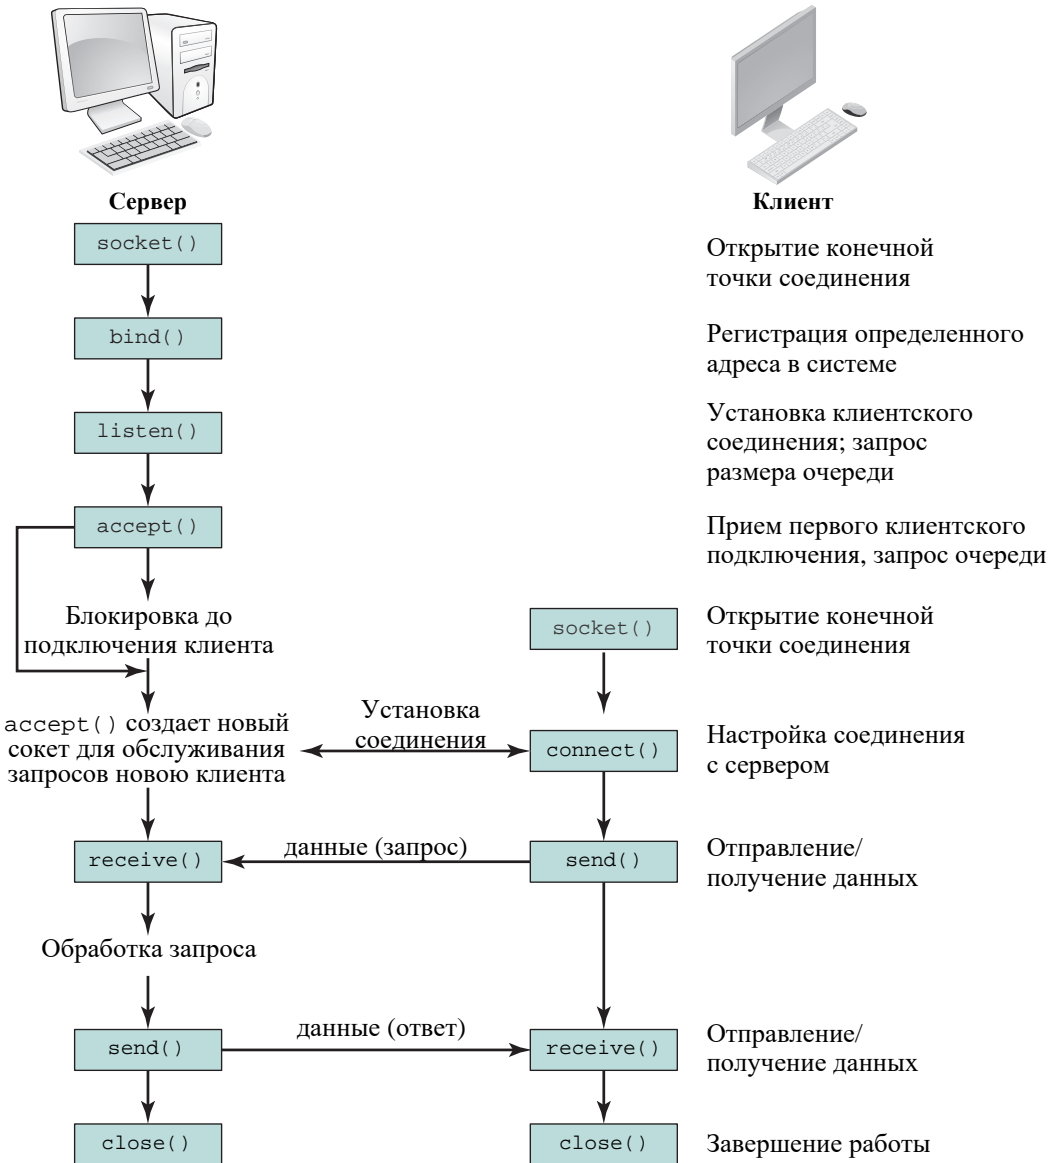 Сервер
Клиент
socket()
Открытие конечной
точки соединения
bind()
Регистрация определенного
адреса в системе
listen()
Установка клиентского
соединения; запрос
размера очереди
accept()
Прием первого клиентского
подключения, запрос очереди
Блокировка до
подключения клиента
socket()
Открытие конечной
точки соединения
accept() создает новый
сокет для обслуживания
запросов новою клиента
Установка
соединения
connect()
Настройка соединения
с сервером
receive()
данные (запрос)
send()
Отправление/
получение данных
Обработка запроса
send()
данные (ответ)
receive()
Отправление/
получение данных
close()
close()
Завершение работы